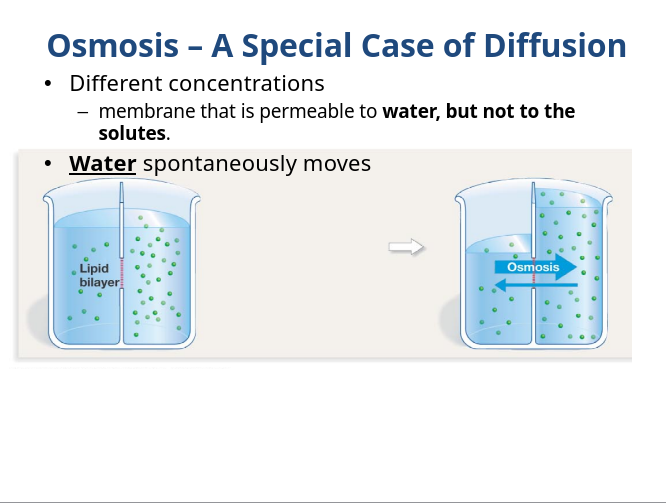 Osmosis – A Special Case of Diffusion
• Different concentrations
– membrane that is permeable to water, but not to the
solutes.
• Water spontaneously moves
Lipid
bilayer
Osmosis